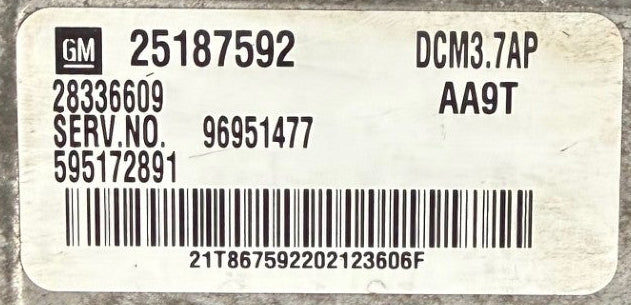 GM 25187592 DCM3.7AP
28336609 AA9T
SERV.NO. 96951477
595172891
21T867592202123606F